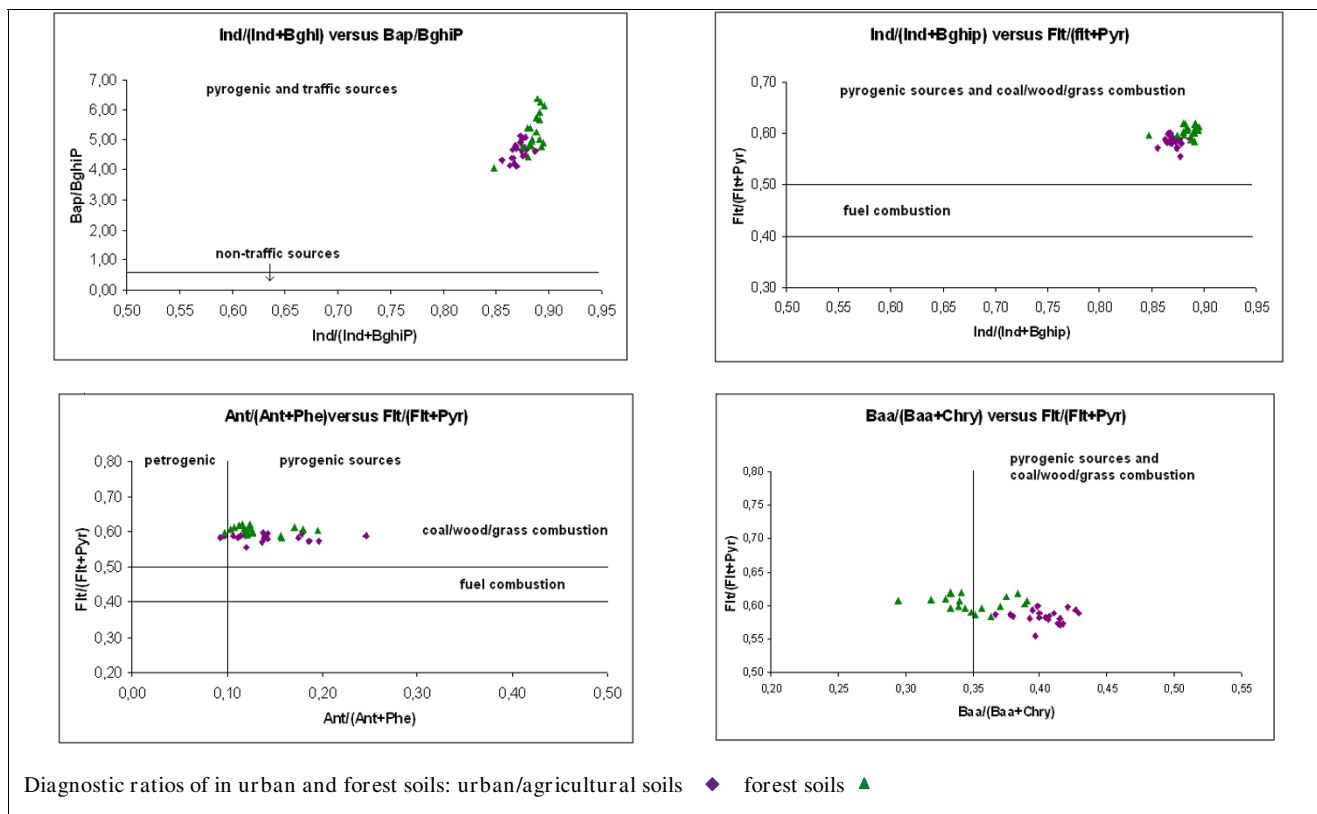 Ind/(Ind+BghI) versus Bap/BghiP
7,00
6,00
5,00
4,00
3,00
2,00
1,00
0,00
Bap/BghiP
pyrogenic and traffic sources
non-traffic sources
0,50 0,55 0,60 0,65 0,70 0,75 0,80 0,85 0,90 0,95
Ind/(Ind+BghiP)
Ind/(Ind+Bghip) versus Flt/(flt+Pyr)
0,70
0,60
0,50
0,40
0,30
Flt/(Flt+Pyr)
pyrogenic sources and coal/wood/grass combustion
fuel combustion
0,50 0,55 0,60 0,65 0,70 0,75 0,80 0,85 0,90 0,95
Ind/(Ind+Bghip)
Ant/(Ant+Phe)versus Flt/(Flt+Pyr)
0,80
0,70
0,60
0,50
0,40
0,30
0,20
Flt/(Flt+Pyr)
petrogenic pyrogenic sources
coal/wood/grass combustion
fuel combustion
0,00 0,10 0,20 0,30 0,40 0,50
Ant/(Ant+Phe)
Baa/(Baa+Chry) versus Flt/(Flt+Pyr)
0,80
0,75
0,70
0,65
0,60
0,55
0,50
Flt/(Flt+Pyr)
pyrogenic sources and
coal/wood/grass combustion
0,20 0,25 0,30 0,35 0,40 0,45 0,50 0,55
Baa/(Baa+Chry)
Diagnostic ratios of in urban and forest soils: urban/agricultural soils forest soils